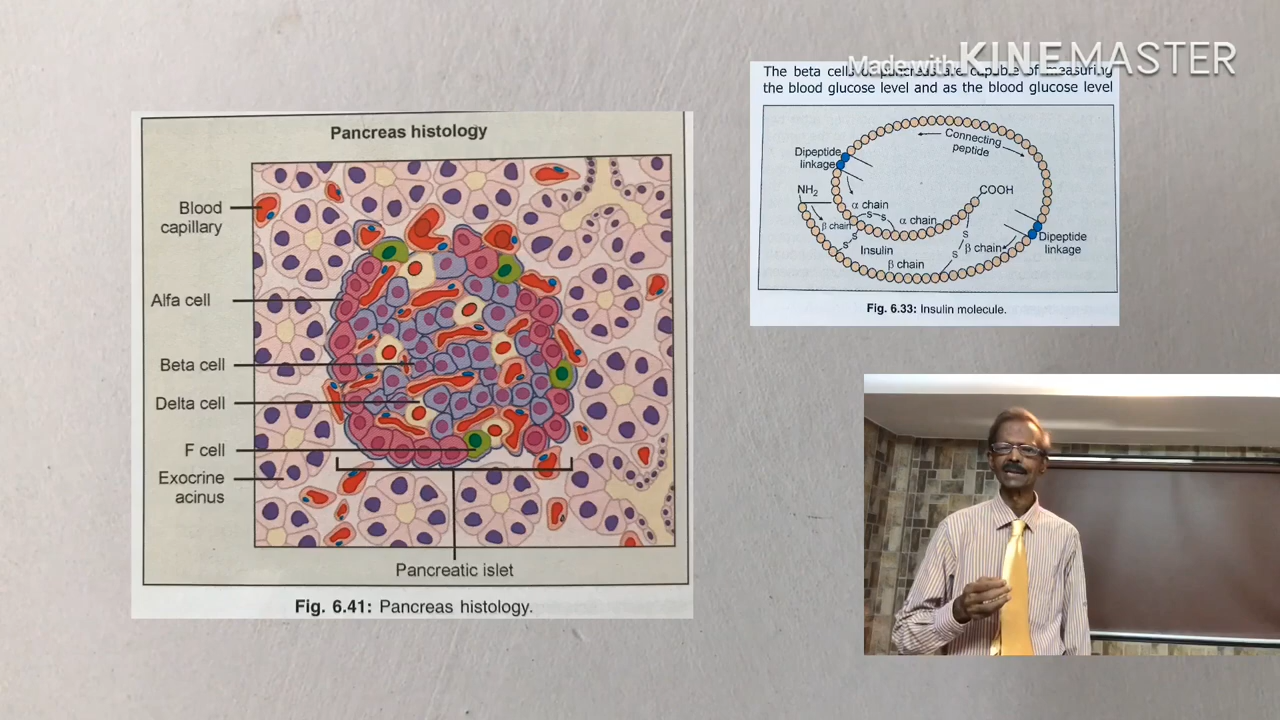 Pancreas histology
Blood
capillary
Alfa cell
Beta cell
Delta cell
F cell
Exocrine
acinus
Pancreatic islet
Fig. 6.41: Pancreas histology.
Made with KINEMASTER
The beta cells of pancreas are capable of measuring
the blood glucose level and as the blood glucose level
Connecting
peptide
Dipeptide
linkage
NH2
COOH
α chain
S S
α chain
β chain
S
S
Insulin
β chain
S
S
β chain
Dipeptide
linkage
Fig. 6.33: Insulin molecule.